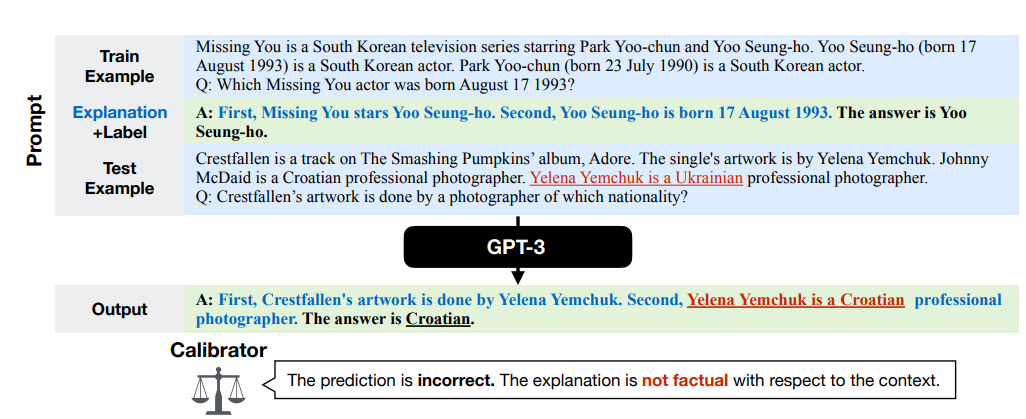 Prompt
Train
Example
Missing You is a South Korean television series starring Park Yoo-chun and Yoo Seung-ho. Yoo Seung-ho (born 17
August 1993) is a South Korean actor. Park Yoo-chun (born 23 July 1990) is a South Korean actor.
Q: Which Missing You actor was born August 17 1993?
Explanation
+Label
A: First, Missing You stars Yoo Seung-ho. Second, Yoo Seung-ho is born 17 August 1993. The answer is Yoo
Seung-ho.
Test
Example
Crestfallen is a track on The Smashing Pumpkins' album, Adore. The single's artwork is by Yelena Yemchuk. Johnny
McDaid is a Croatian professional photographer. Yelena Yemchuk is a Ukrainian professional photographer.
Q: Crestfallen's artwork is done by a photographer of which nationality?
GPT-3
Output
A: First, Crestfallen's artwork is done by Yelena Yemchuk. Second, Yelena Yemchuk is a Croatian professional
photographer. The answer is Croatian.
Calibrator
The prediction is incorrect. The explanation is not factual with respect to the context.